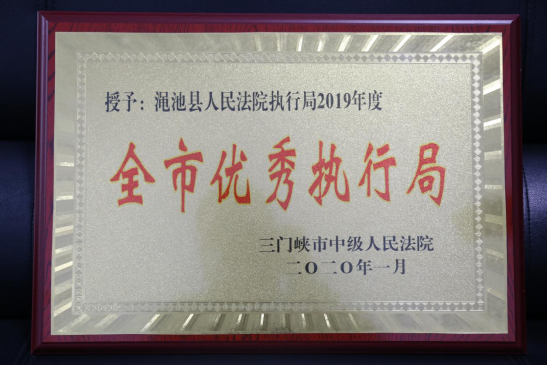 授予：渑池县人民法院执行局2019年度
全市优秀执行局
三门峡市中级人民法院
二〇二〇年一月